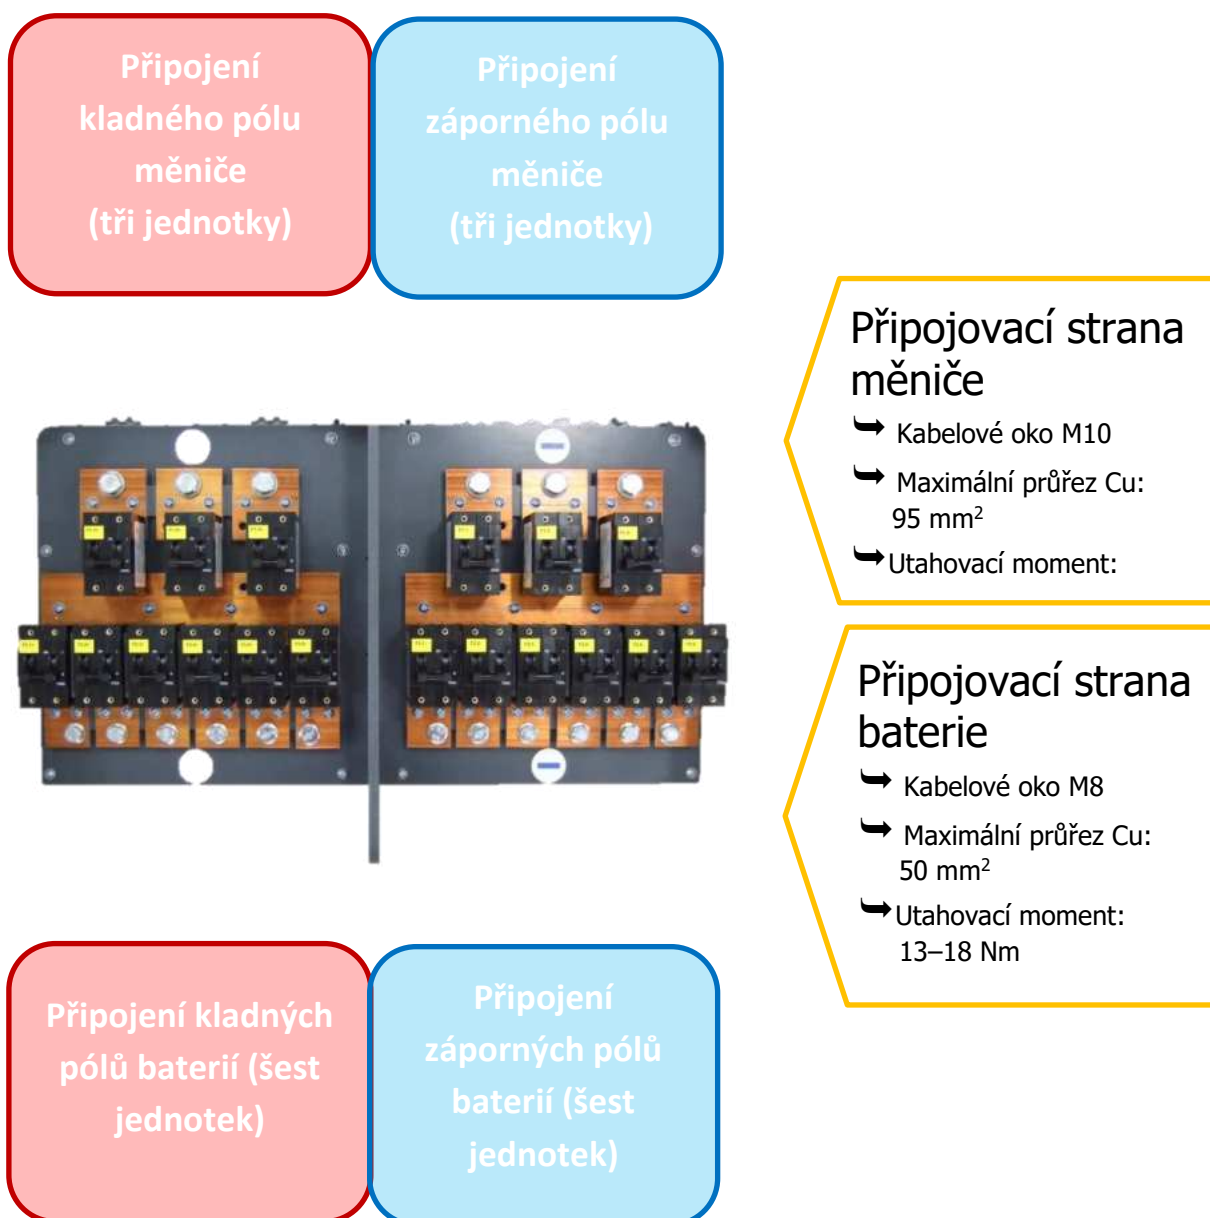 Připojení
kladného pólu
měniče
(tři jednotky)
Připojení
záporného pólu
měniče
(tři jednotky)
Připojovací strana
měniče
Kabelové oko M10
Maximální průřez Cu:
95 mm²
Utahovací moment:
Připojovací strana
baterie
Kabelové oko M8
Maximální průřez Cu:
50 mm²
Utahovací moment:
13–18 Nm
Připojení kladných
pólů baterií (šest
jednotek)
Připojení
záporných pólů
baterií (šest
jednotek)